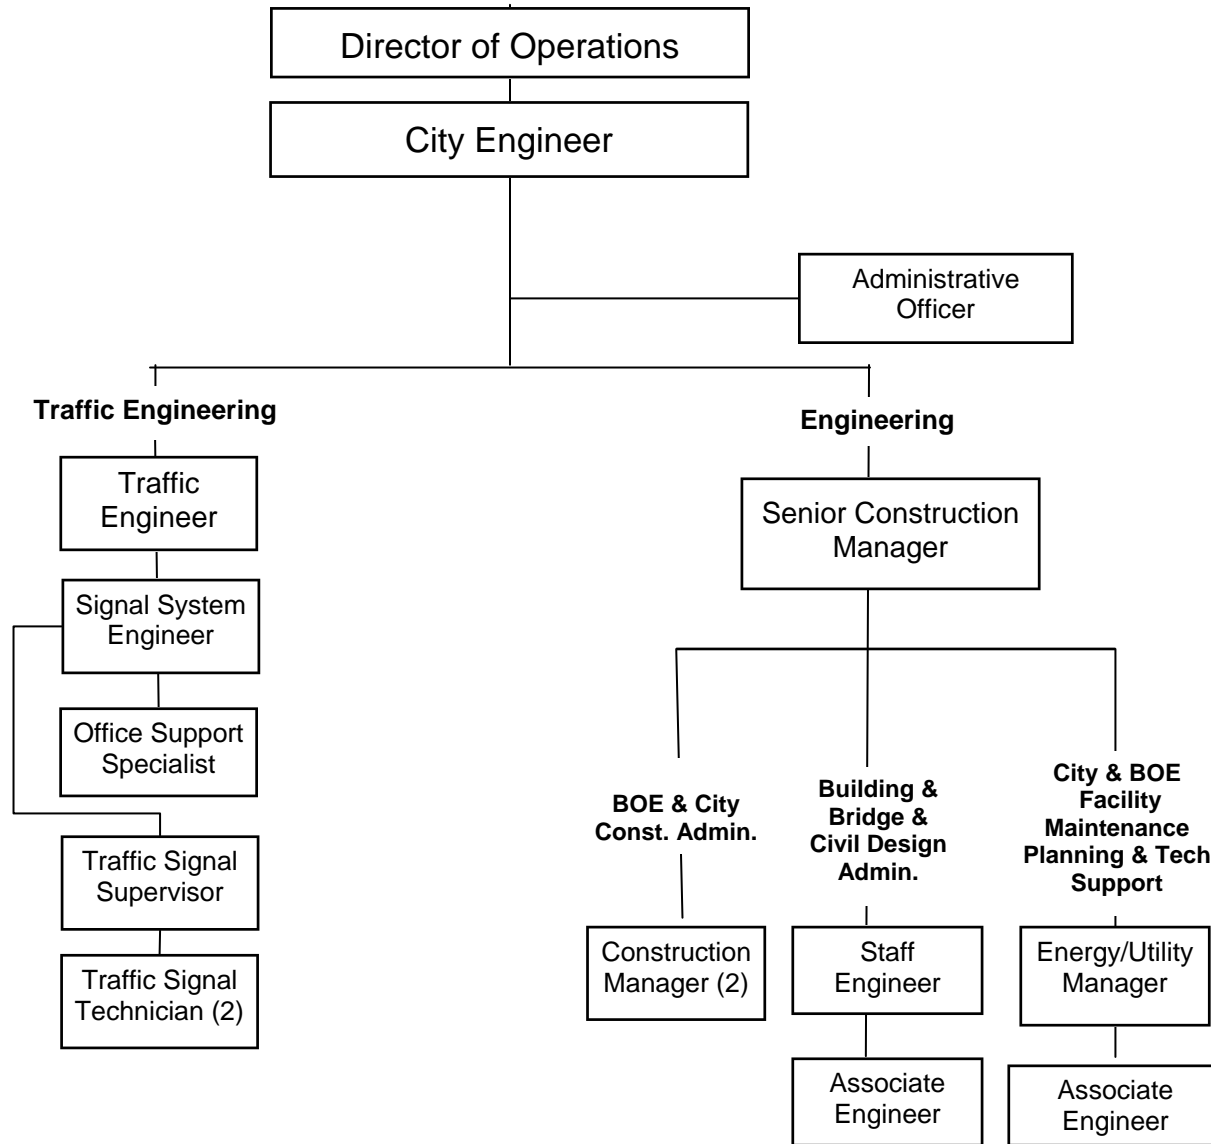 Director of Operations
City Engineer
Administrative
Officer
Traffic Engineering
Traffic
Engineer
Signal System
Engineer
Office Support
Specialist
Traffic Signal
Supervisor
Traffic Signal
Technician (2)
Engineering
Senior Construction
Manager
BOE & City
Const. Admin.
Construction
Manager (2)
Building &
Bridge &
Civil Design
Admin.
Staff
Engineer
Associate
Engineer
City & BOE
Facility
Maintenance
Planning & Tech
Support
Energy/Utility
Manager
Associate
Engineer